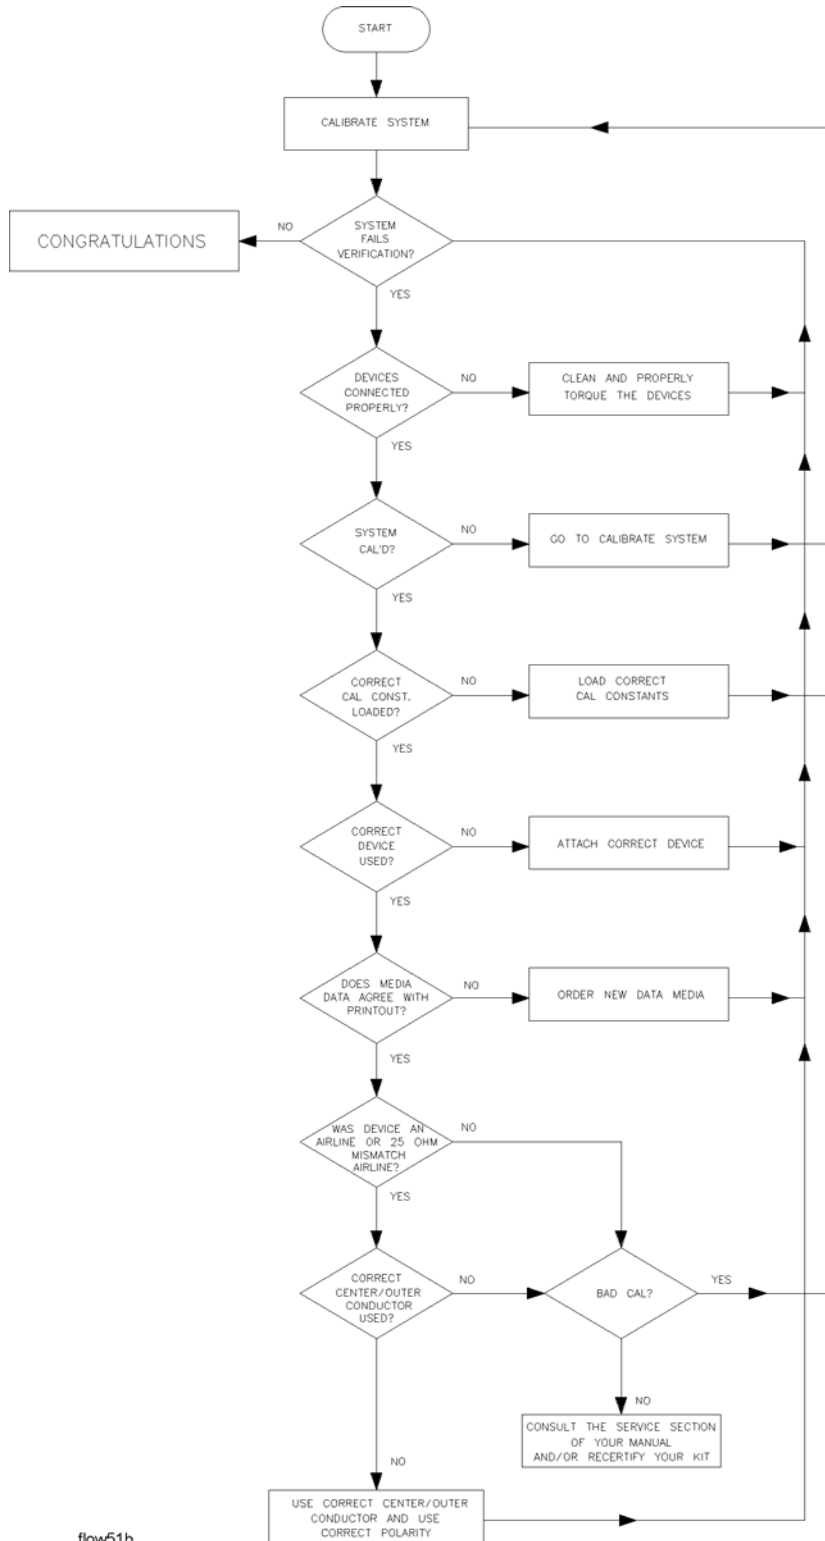 START
CALIBRATE SYSTEM
SYSTEM
FAILS
VERIFICATION?
NO
CONGRATULATIONS
YES
DEVICES
CONNECTED
PROPERLY?
NO
CLEAN AND PROPERLY
TORQUE THE DEVICES
YES
SYSTEM
CAL'D?
NO
GO TO CALIBRATE SYSTEM
YES
CORRECT
CAL CONST.
LOADED?
NO
LOAD CORRECT
CAL CONSTANTS
YES
CORRECT
DEVICE
USED?
NO
ATTACH CORRECT DEVICE
YES
DOES MEDIA
DATA AGREE WITH
PRINTOUT?
NO
ORDER NEW DATA MEDIA
YES
WAS DEVICE AN
AIRLINE OR 25 OHM
MISMATCH
AIRLINE?
NO
YES
CORRECT
CENTER/OUTER
CONDUCTOR
USED?
NO
BAD CAL?
YES
NO
CONSULT THE SERVICE SECTION
OF YOUR MANUAL
AND/OR RECERTIFY YOUR KIT
NO
USE CORRECT CENTER/OUTER
CONDUCTOR AND USE
CORRECT POLARITY
flow51h